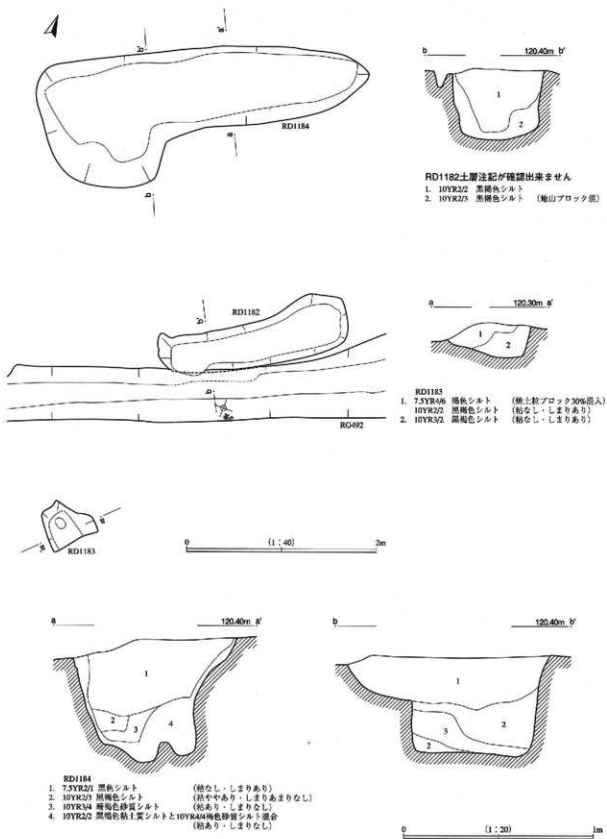 b' a'
RD1184
a
b
b 120.40m b'
1
2
RD1182土層注記が確認出来ません
1. 10YR2/2 黒褐色シルト
2. 10YR2/3 黒褐色シルト (地山ブロック混)
RD1182
b'
b
RG492
a 120.30m a'
1
2
RD1183
1. 7.5YR4/6 褐色シルト (焼土粒ブロック30%混入)
10YR2/2 黒褐色シルト (粘なし・しまりあり)
2. 10YR3/2 黒褐色シルト (粘なし・しまりあり)
RD1183
0 (1:40) 2m
a 120.40m a'
1
2
3
4
b 120.40m b'
1
2
3
2
RD1184
1. 7.5YR2/1 黒色シルト (粘なし・しまりあり)
2. 10YR2/3 黒褐色シルト (粘ややあり・しまりあまりなし)
3. 10YR3/4 暗褐色砂質シルト (粘あり・しまりなし)
4. 10YR2/2 黒褐色粘土質シルトと10YR4/4褐色砂質シルト混合
(粘あり・しまりなし)
0 (1:20) 1m